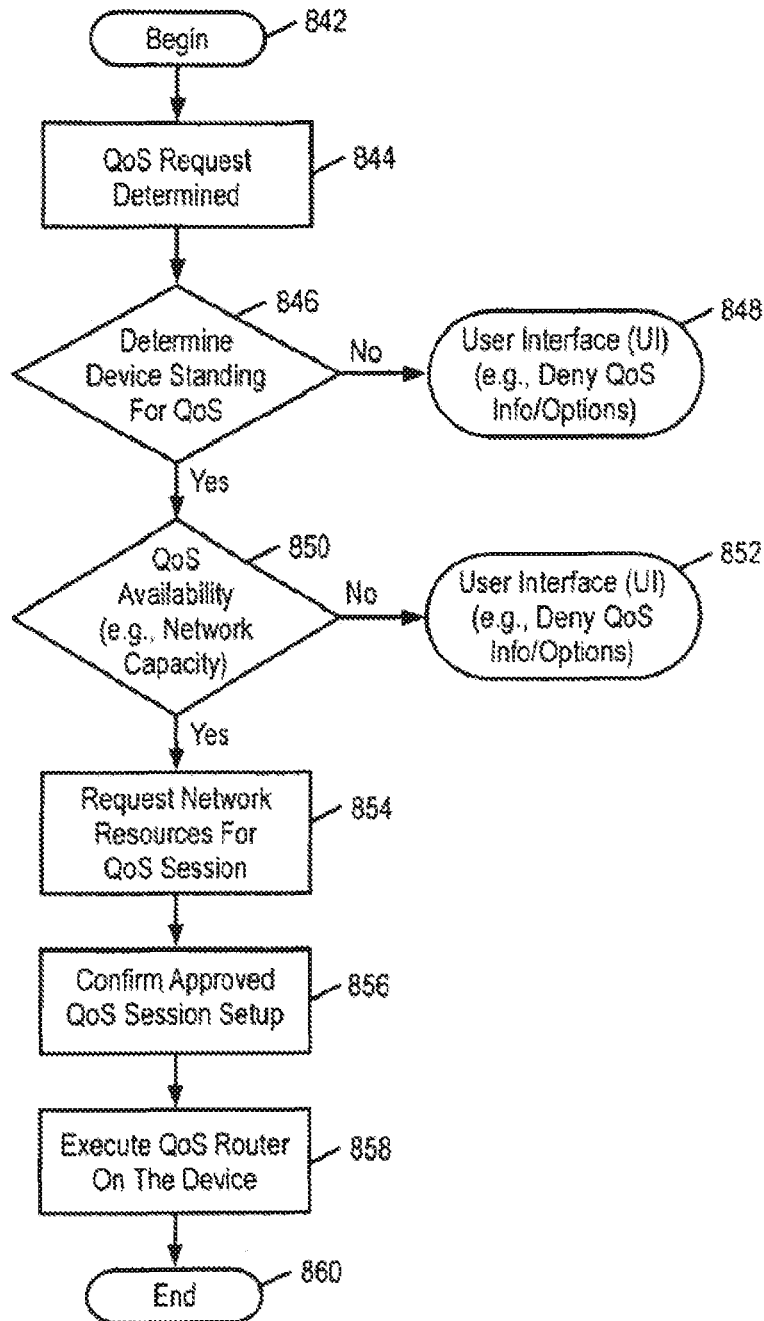 Begin
842
QoS Request
Determined
844
846
Determine
Device Standing
For QoS
No
848
User Interface (UI)
(e.g., Deny QoS
Info/Options)
Yes
850
QoS
Availability
(e.g., Network
Capacity)
No
852
User Interface (UI)
(e.g., Deny QoS
Info/Options)
Yes
Request Network
Resources For
QoS Session
854
Confirm Approved
QoS Session Setup
856
Execute QoS Router
On The Device
858
End
860